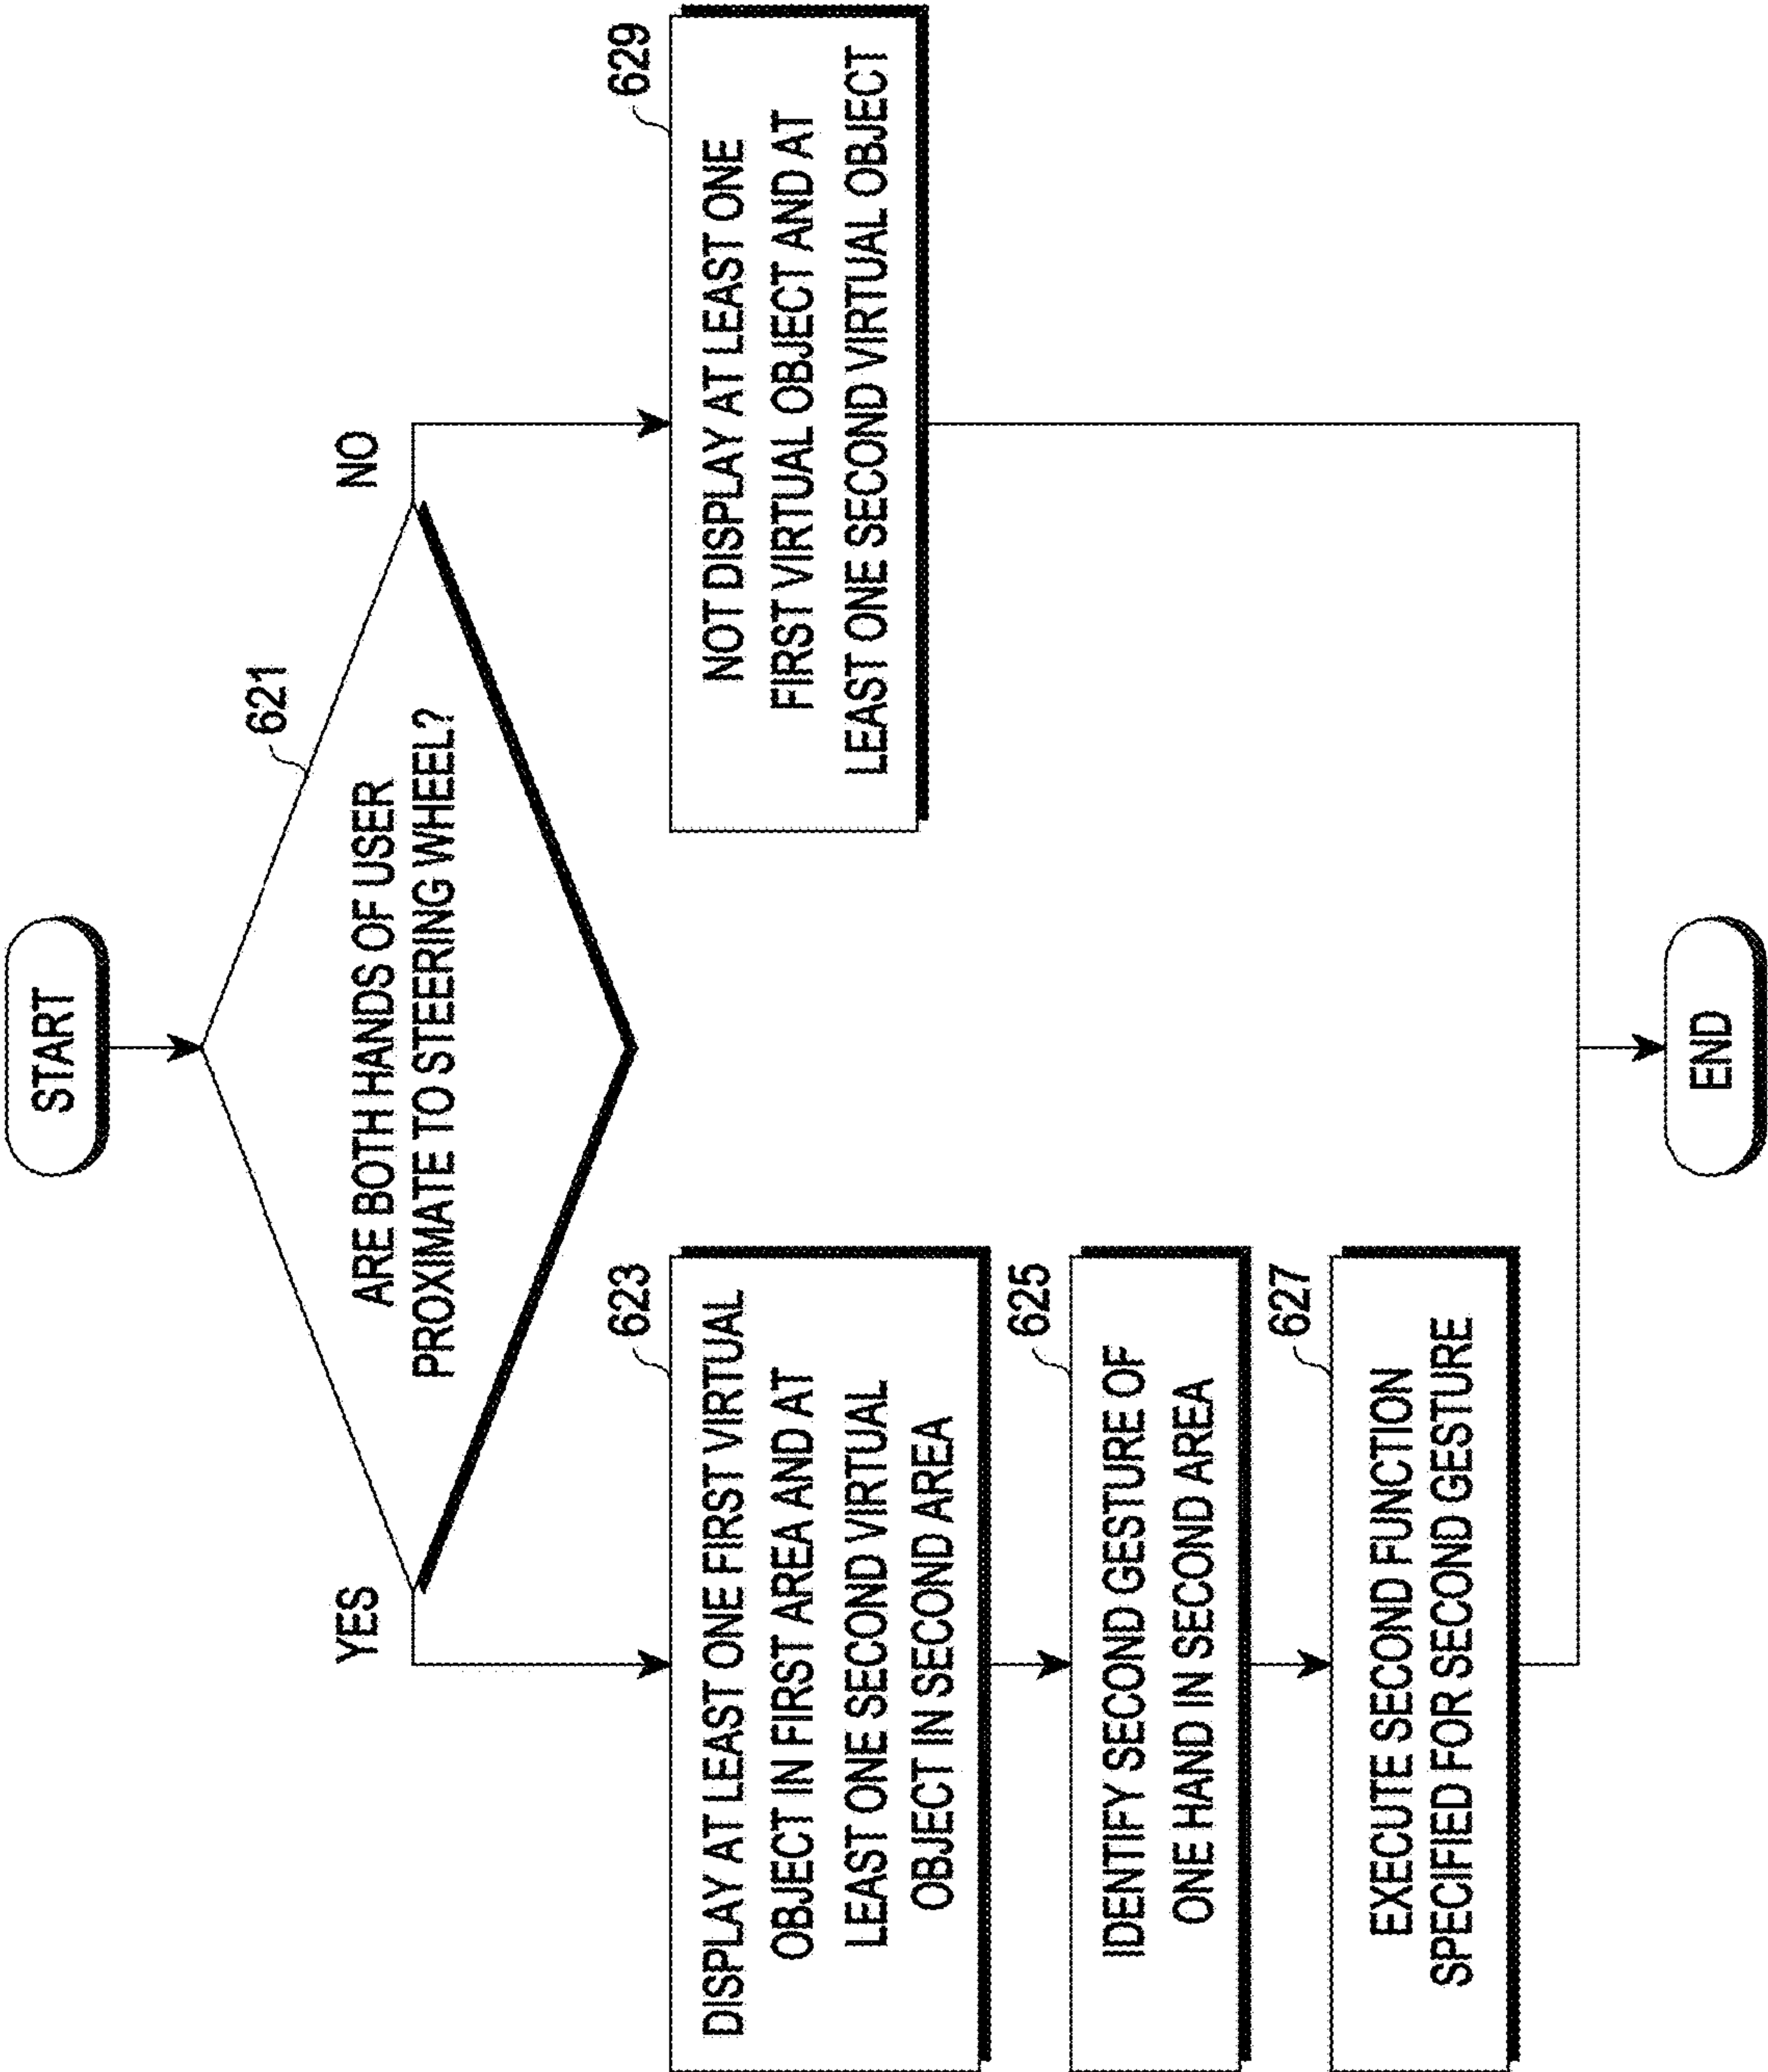 START
621
ARE BOTH HANDS OF USER
PROXIMATE TO STEERING WHEEL?
YES
NO
623
DISPLAY AT LEAST ONE FIRST VIRTUAL
OBJECT IN FIRST AREA AND AT
LEAST ONE SECOND VIRTUAL
OBJECT IN SECOND AREA
625
IDENTIFY SECOND GESTURE OF
ONE HAND IN SECOND AREA
627
EXECUTE SECOND FUNCTION
SPECIFIED FOR SECOND GESTURE
629
NOT DISPLAY AT LEAST ONE
FIRST VIRTUAL OBJECT AND AT
LEAST ONE SECOND VIRTUAL OBJECT
END